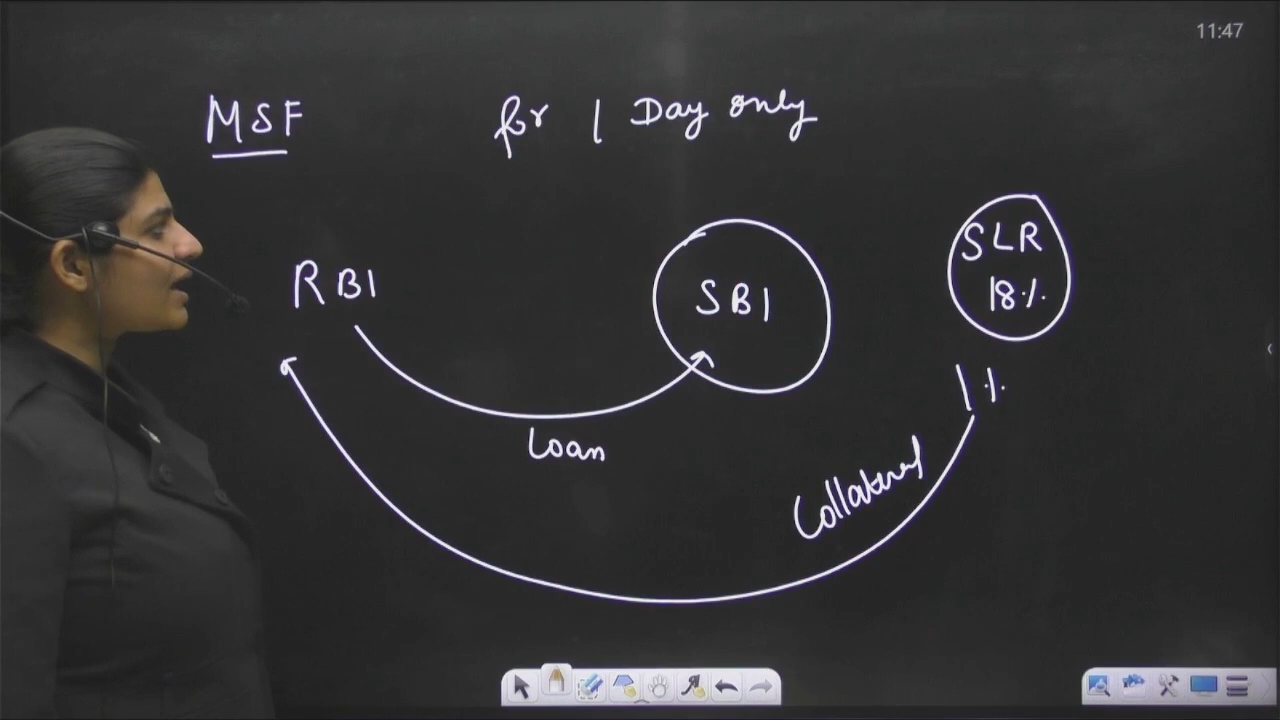 11:47
MSF for 1 Day only
RBI
SBI
SLR
18%
1%
Loan
Collateral